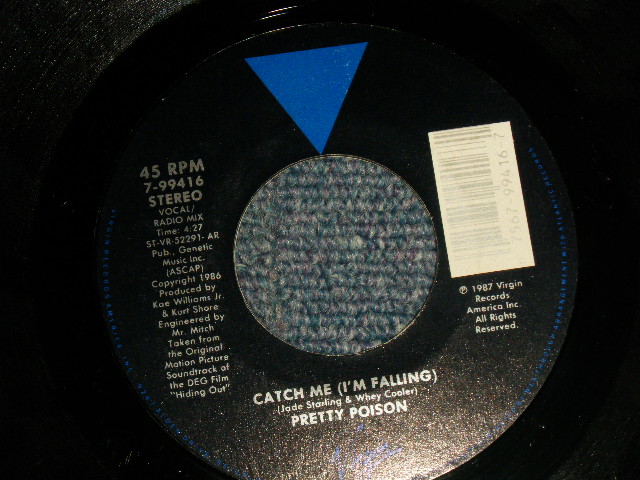 45 RPM
7-99416
STEREO
VOCAL/
RADIO MIX
Time: 4:27
ST-VR-52291-AR
Pub., Genetic
Music Inc.
(ASCAP)
Copyright 1986
Produced by
Kae Williams Jr.
& Kurt Shore
Engineered by
Mr. Mitch
Taken from
the Original
Motion Picture
Soundtrack of
the DEG Film
"Hiding Out"
℗ 1987 Virgin
Records
America Inc.
All Rights
Reserved.
CATCH ME (I'M FALLING)
(Jade Starling & Whey Cooler)
PRETTY POISON